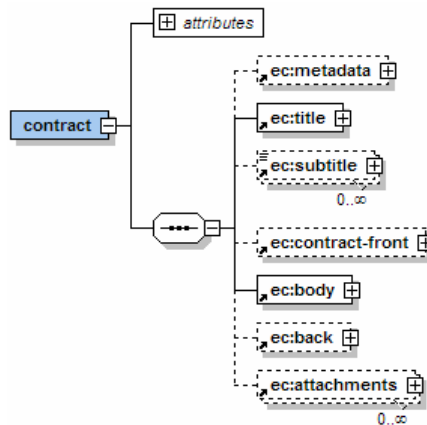 attributes
ec:metadata
contract
ec:title
ec:subtitle
0..∞
ec:contract-front
ec:body
ec:back
ec:attachments
0..∞